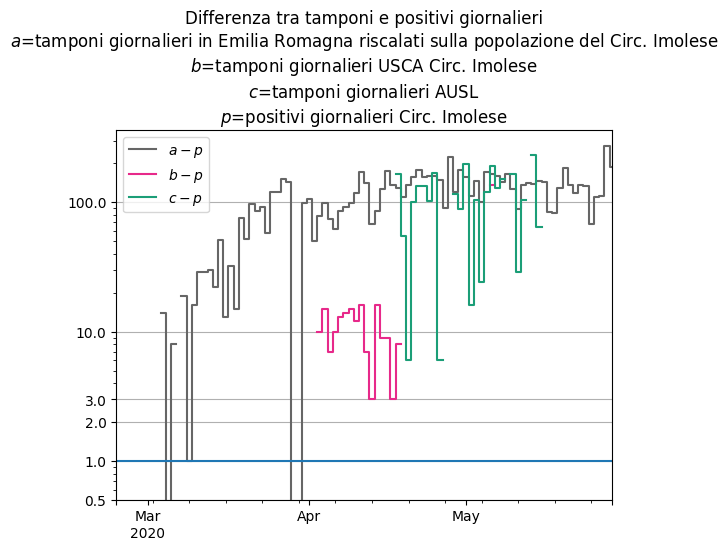 Differenza tra tamponi e positivi giornalieri
a=tamponi giornalieri in Emilia Romagna riscalati sulla popolazione del Circ. Imolese
b=tamponi giornalieri USCA Circ. Imolese
c=tamponi giornalieri AUSL
p=positivi giornalieri Circ. Imolese
a − p
b − p
c − p
100.0
10.0
3.0
2.0
1.0
0.5
Mar Apr May
2020